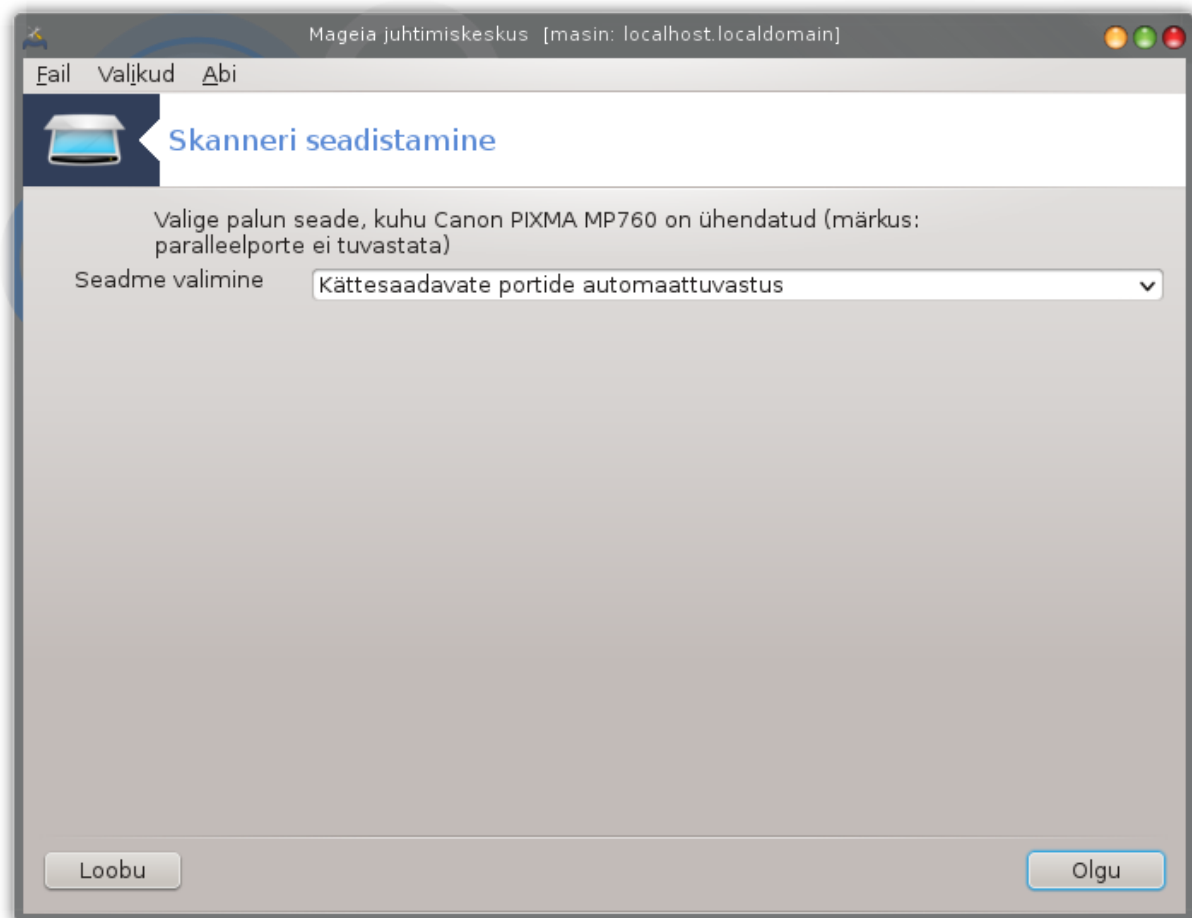 Mageia juhtimiskeskus [masin: localhost.localdomain]
Fail Valikud Abi
Skanneri seadistamine
Valige palun seade, kuhu Canon PIXMA MP760 on ühendatud (märkus:
paralleelporte ei tuvastata)
Seadme valimine Kättesaadavate portide automaattuvastus
Loobu Olgu